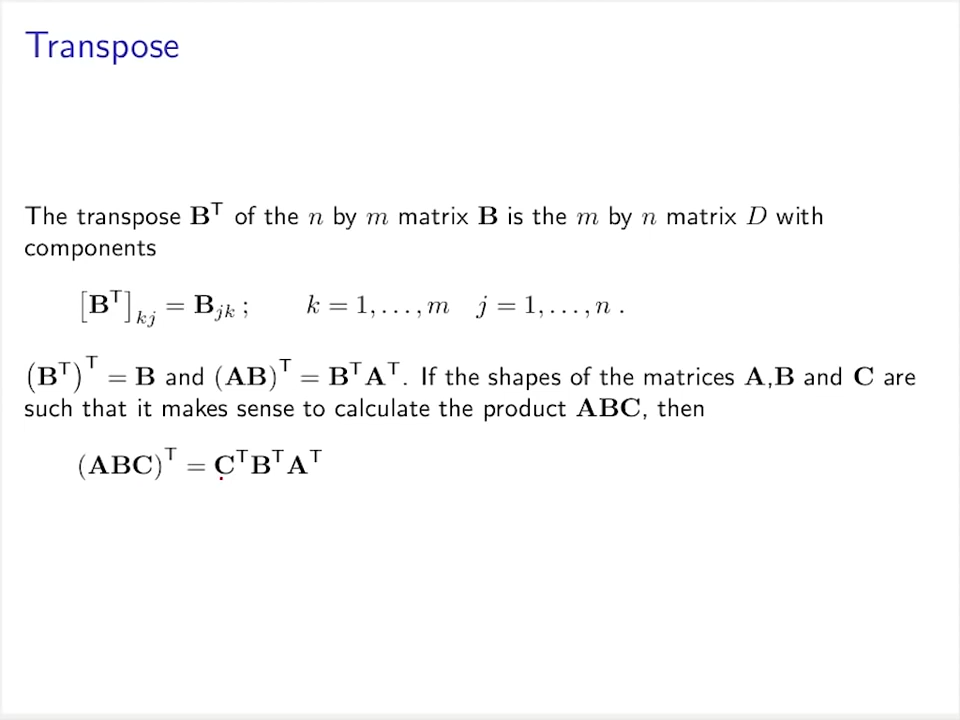 Transpose
The transpose Bᵀ of the n by m matrix B is the m by n matrix D with
components
[Bᵀ]ₖⱼ = Bⱼₖ ; k = 1, . . . , m j = 1, . . . , n .
(Bᵀ)ᵀ = B and (AB)ᵀ = BᵀAᵀ. If the shapes of the matrices A,B and C are
such that it makes sense to calculate the product ABC, then
(ABC)ᵀ = CᵀBᵀAᵀ